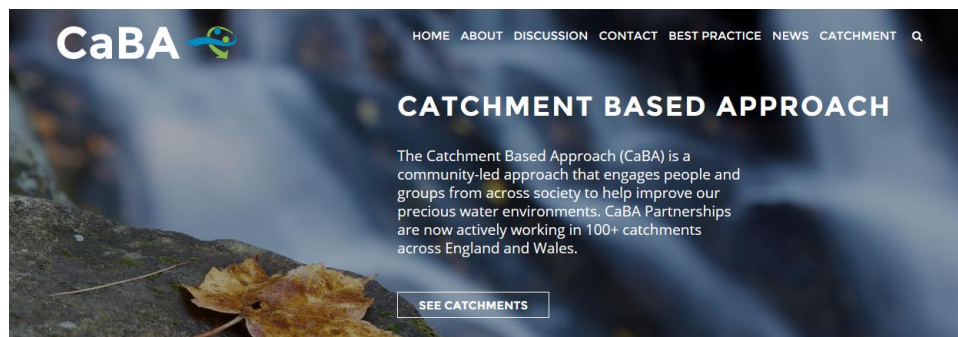 CaBA
HOME ABOUT DISCUSSION CONTACT BEST PRACTICE NEWS CATCHMENT
CATCHMENT BASED APPROACH
The Catchment Based Approach (CaBA) is a
community-led approach that engages people and
groups from across society to help improve our
precious water environments. CaBA Partnerships
are now actively working in 100+ catchments
across England and Wales.
SEE CATCHMENTS